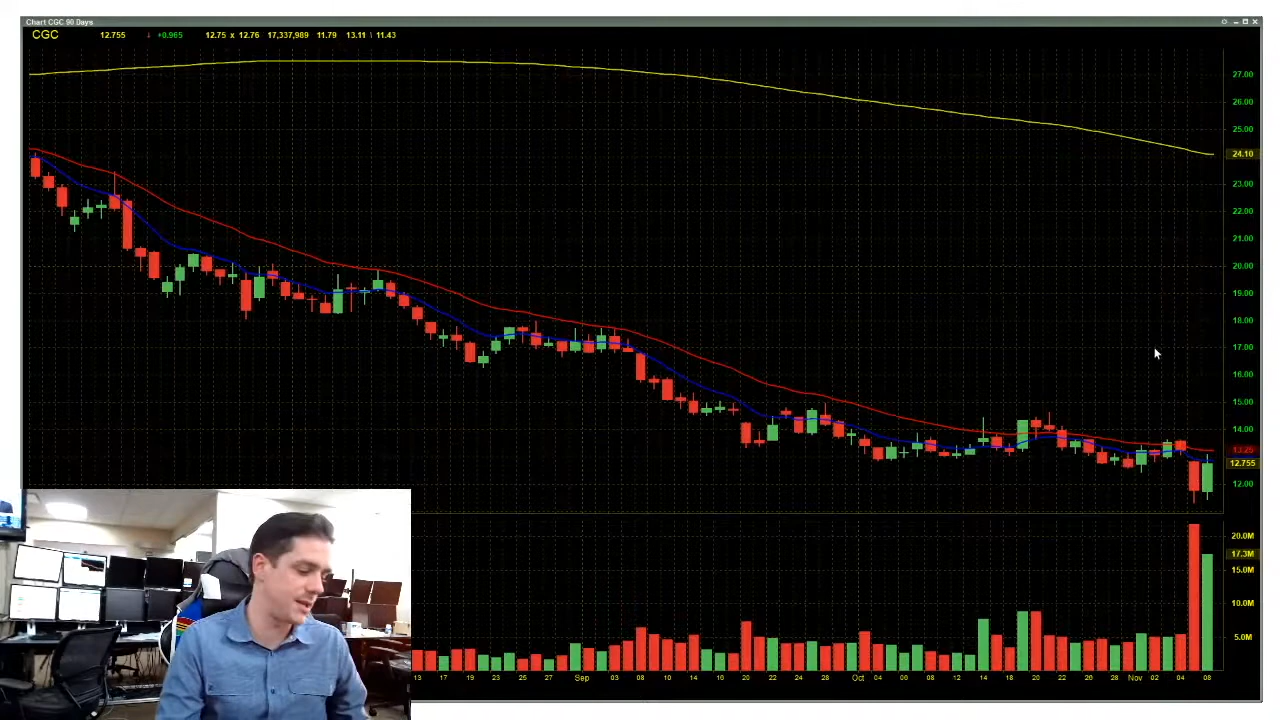 Chart CGC 90 Days
CGC 12.755 ↓ +0.965 12.75 x 12.76 17,337,989 11.79 13.11 \ 11.43
27.00
26.00
25.00
24.10
23.00
22.00
21.00
20.00
19.00
18.00
17.00
16.00
15.00
14.00
13.25
12.755
12.00
20.0M
17.3M
15.0M
10.0M
5.0M
13 17 19 23 25 27 Sep 03 08 10 14 16 20 22 24 28 Oct 04 06 08 12 14 18 20 22 26 28 Nov 02 04 08